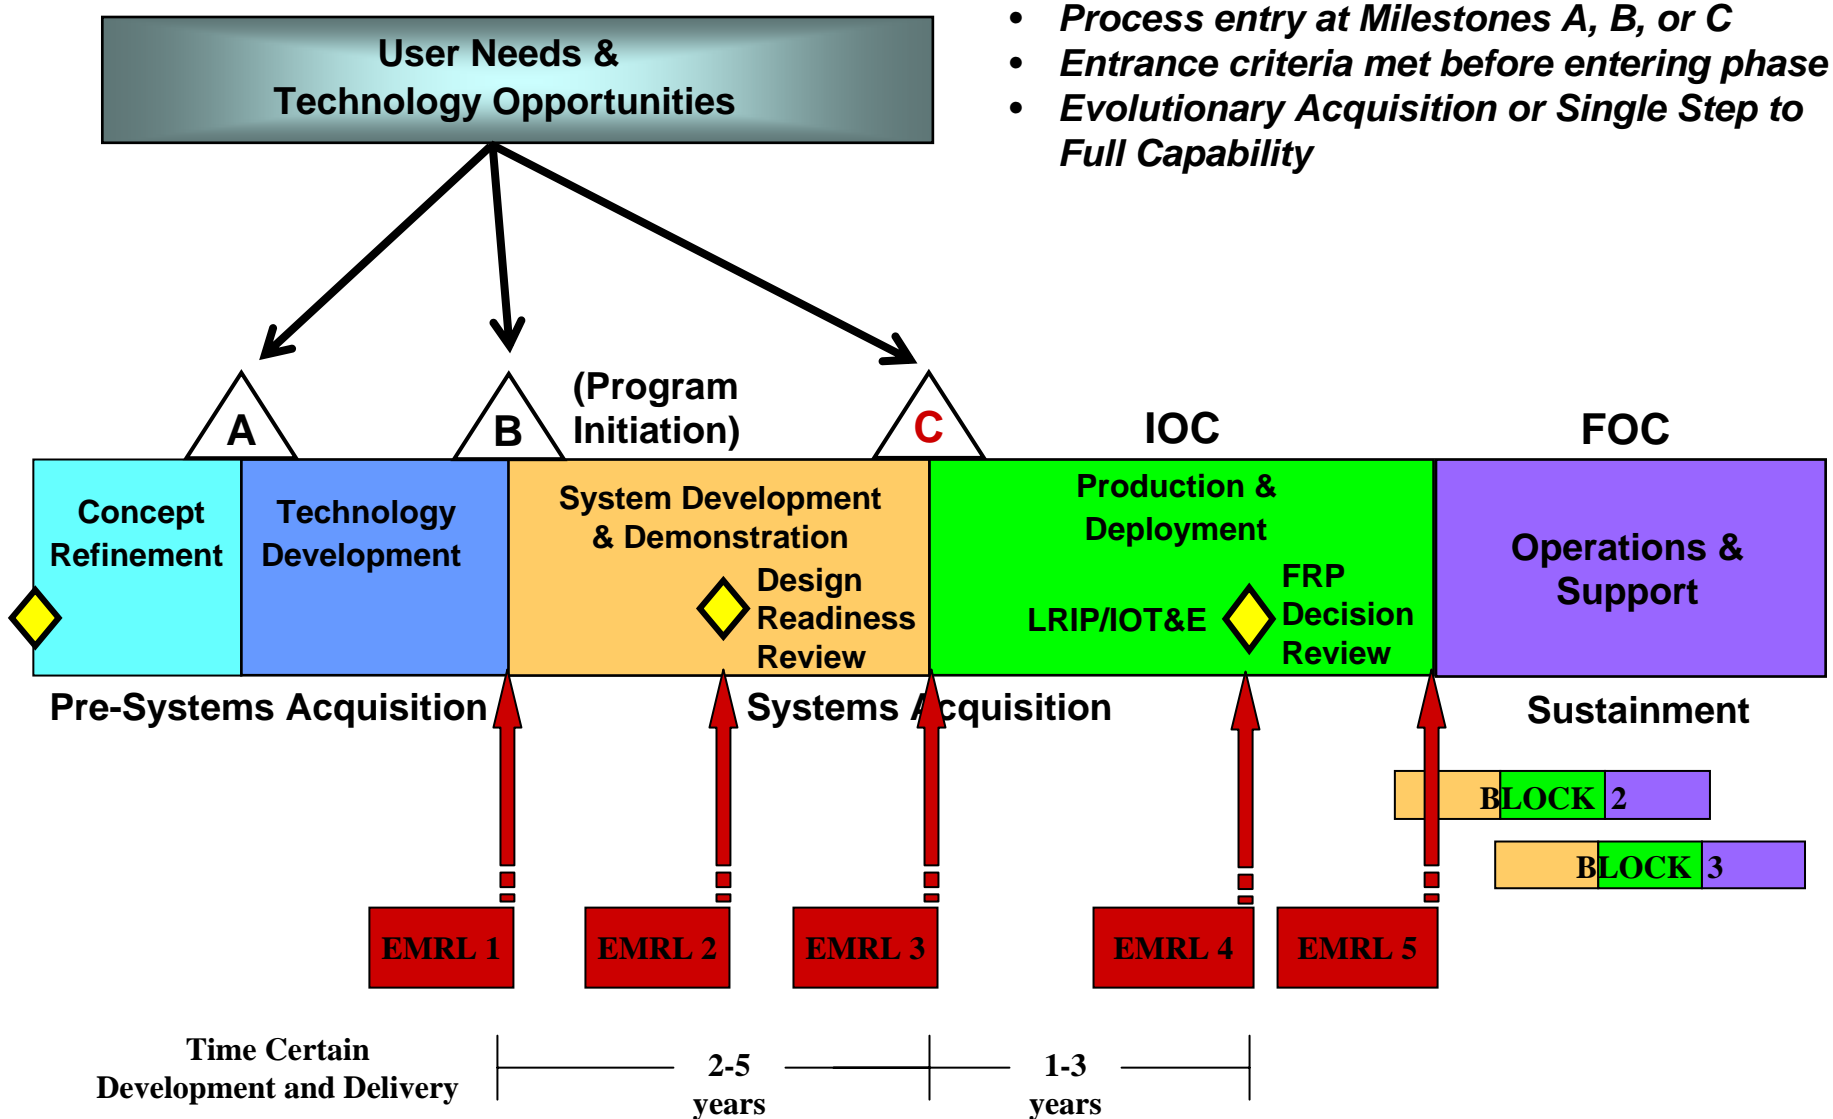 User Needs &
Technology Opportunities
• Process entry at Milestones A, B, or C
• Entrance criteria met before entering phase
• Evolutionary Acquisition or Single Step to
Full Capability
A
B
(Program
Initiation)
C
IOC
FOC
Concept
Refinement
Technology
Development
System Development
& Demonstration
Design
Readiness
Review
Production &
Deployment
LRIP/IOT&E
FRP
Decision
Review
Operations &
Support
Pre-Systems Acquisition
Systems Acquisition
Sustainment
BLOCK 2
BLOCK 3
EMRL 1
EMRL 2
EMRL 3
EMRL 4
EMRL 5
Time Certain
Development and Delivery
2-5
years
1-3
years